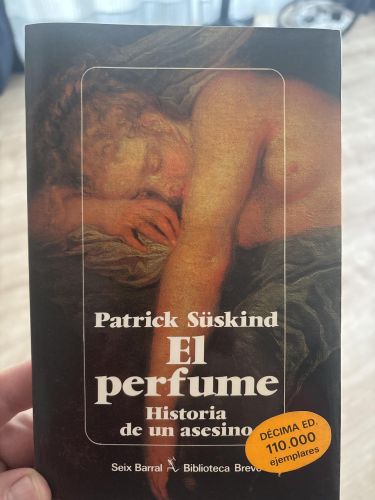 Patrick Süskind
El
perfume
Historia
de un asesino
Seix Barral Biblioteca Breve
DÉCIMA ED.
110.000
ejemplares